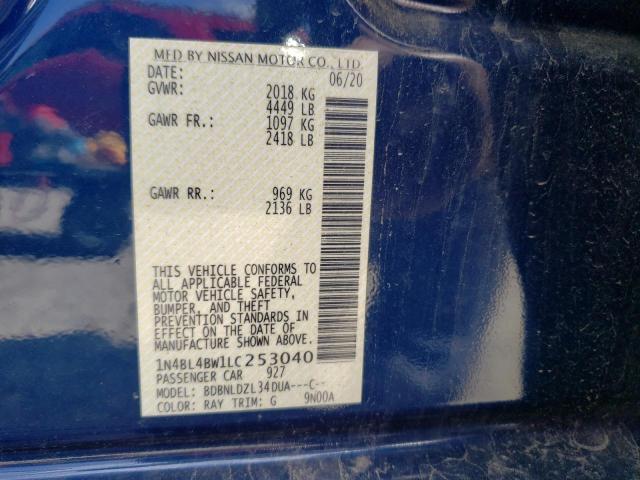 MFD BY NISSAN MOTOR CO., LTD.
DATE: 06/20
GVWR: 2018 KG
4449 LB
GAWR FR.: 1097 KG
2418 LB
GAWR RR.: 969 KG
2136 LB
THIS VEHICLE CONFORMS TO
ALL APPLICABLE FEDERAL
MOTOR VEHICLE SAFETY,
BUMPER, AND THEFT
PREVENTION STANDARDS IN
EFFECT ON THE DATE OF
MANUFACTURE SHOWN ABOVE.
1N4BL4BW1LC253040
PASSENGER CAR 927
MODEL: BDBNLDZL34DUA---C--
COLOR: RAY TRIM: G 9N00A